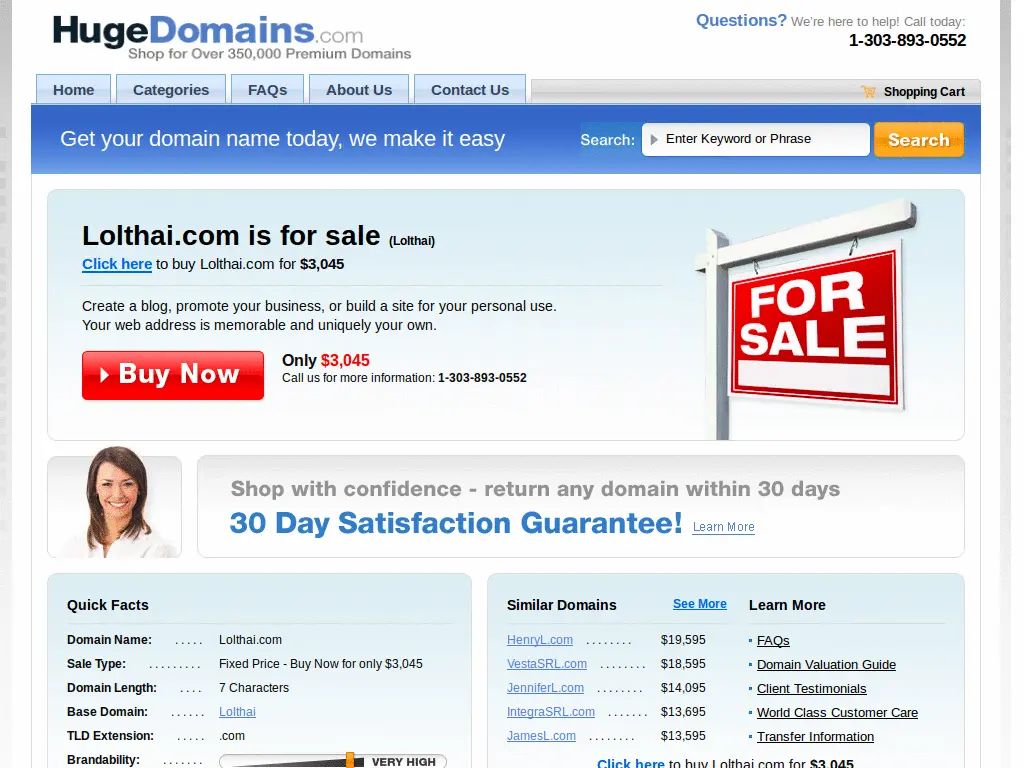 HugeDomains.com
Shop for Over 350,000 Premium Domains
Questions? We're here to help! Call today:
1-303-893-0552
Home
Categories
FAQs
About Us
Contact Us
Shopping Cart
Get your domain name today, we make it easy
Search:
Enter Keyword or Phrase
Search
Lolthai.com is for sale (Lolthai)
Click here to buy Lolthai.com for $3,045
Create a blog, promote your business, or build a site for your personal use.
Your web address is memorable and uniquely your own.
Buy Now
Only $3,045
Call us for more information: 1-303-893-0552
FOR
SALE
Shop with confidence - return any domain within 30 days
30 Day Satisfaction Guarantee! Learn More
Quick Facts
Domain Name: ..... Lolthai.com
Sale Type: ......... Fixed Price - Buy Now for only $3,045
Domain Length: .... 7 Characters
Base Domain: ...... Lolthai
TLD Extension: ..... .com
Brandability: ....... VERY HIGH
Similar Domains See More
HenryL.com ........ $19,595
VestaSRL.com ........ $18,595
JenniferL.com ........ $14,095
IntegraSRL.com ....... $13,695
JamesL.com ........ $13,595
Learn More
FAQs
Domain Valuation Guide
Client Testimonials
World Class Customer Care
Transfer Information
Click here to buy Lolthai.com for $3,045